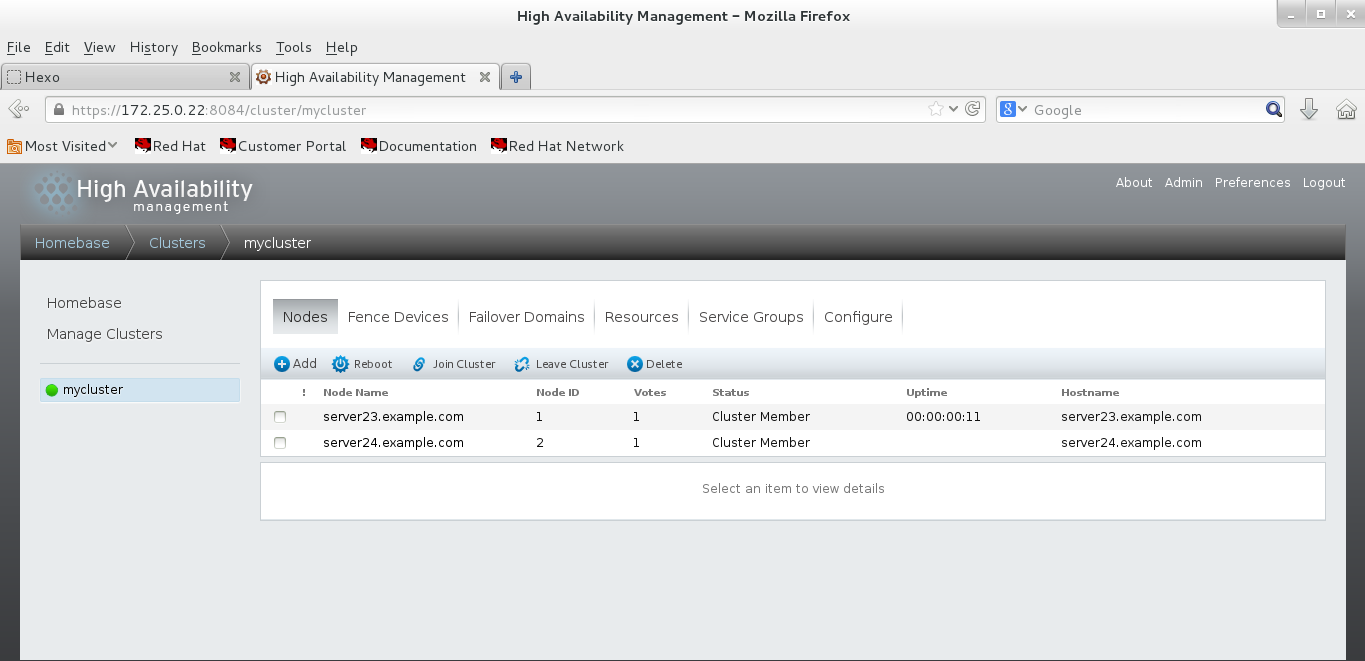 High Availability Management - Mozilla Firefox
File Edit View History Bookmarks Tools Help
Hexo High Availability Management
https://172.25.0.22:8084/cluster/mycluster 8 Google
Most Visited Red Hat Customer Portal Documentation Red Hat Network
High Availability
management
About Admin Preferences Logout
Homebase Clusters mycluster
Homebase
Manage Clusters
mycluster
Nodes Fence Devices Failover Domains Resources Service Groups Configure
Add Reboot Join Cluster Leave Cluster Delete
! Node Name Node ID Votes Status Uptime Hostname
server23.example.com 1 1 Cluster Member 00:00:00:11 server23.example.com
server24.example.com 2 1 Cluster Member server24.example.com
Select an item to view details